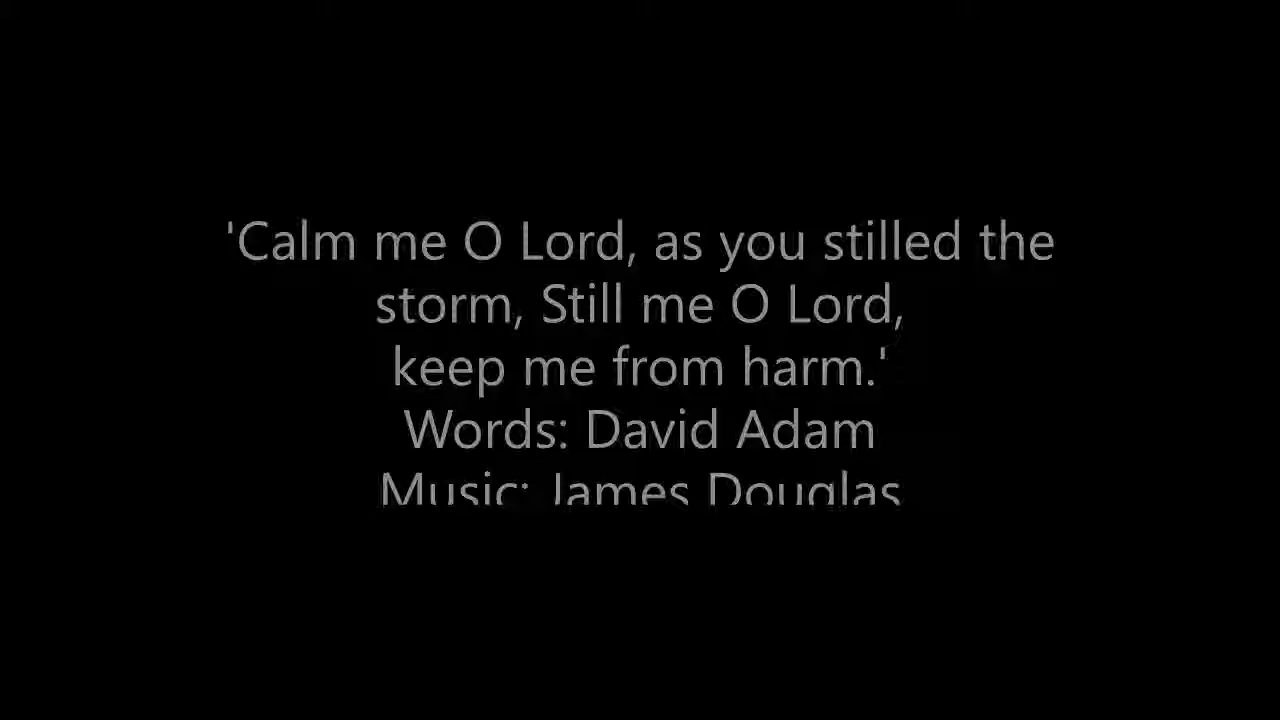 'Calm me O Lord, as you stilled the
storm, Still me O Lord,
keep me from harm.'
Words: David Adam
Music: James Douglas